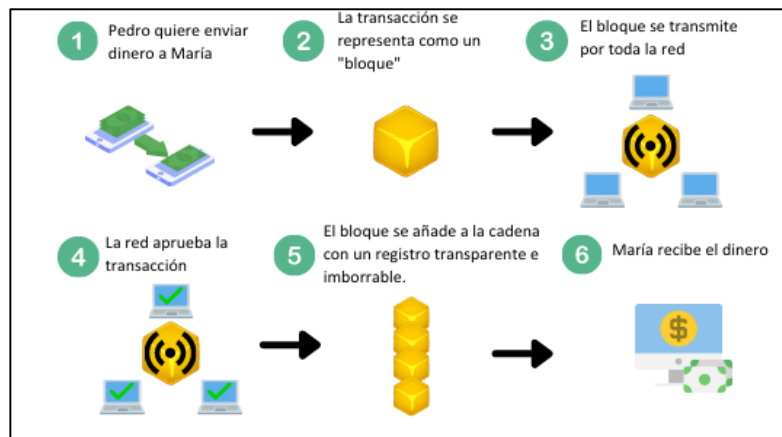 1
Pedro quiere enviar
dinero a María
2
La transacción se
representa como un
"bloque"
3
El bloque se transmite
por toda la red
4
La red aprueba la
transacción
5
El bloque se añade a la cadena
con un registro transparente e
imborrable.
6
María recibe el dinero
$